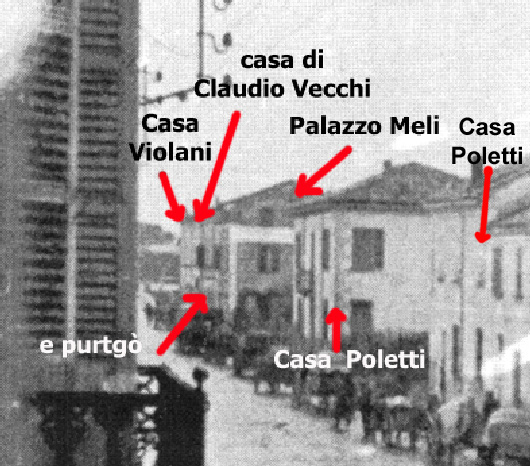 casa di
Claudio Vecchi
Casa
Violani
Palazzo Meli
Casa
Poletti
e purtgò
Casa Poletti